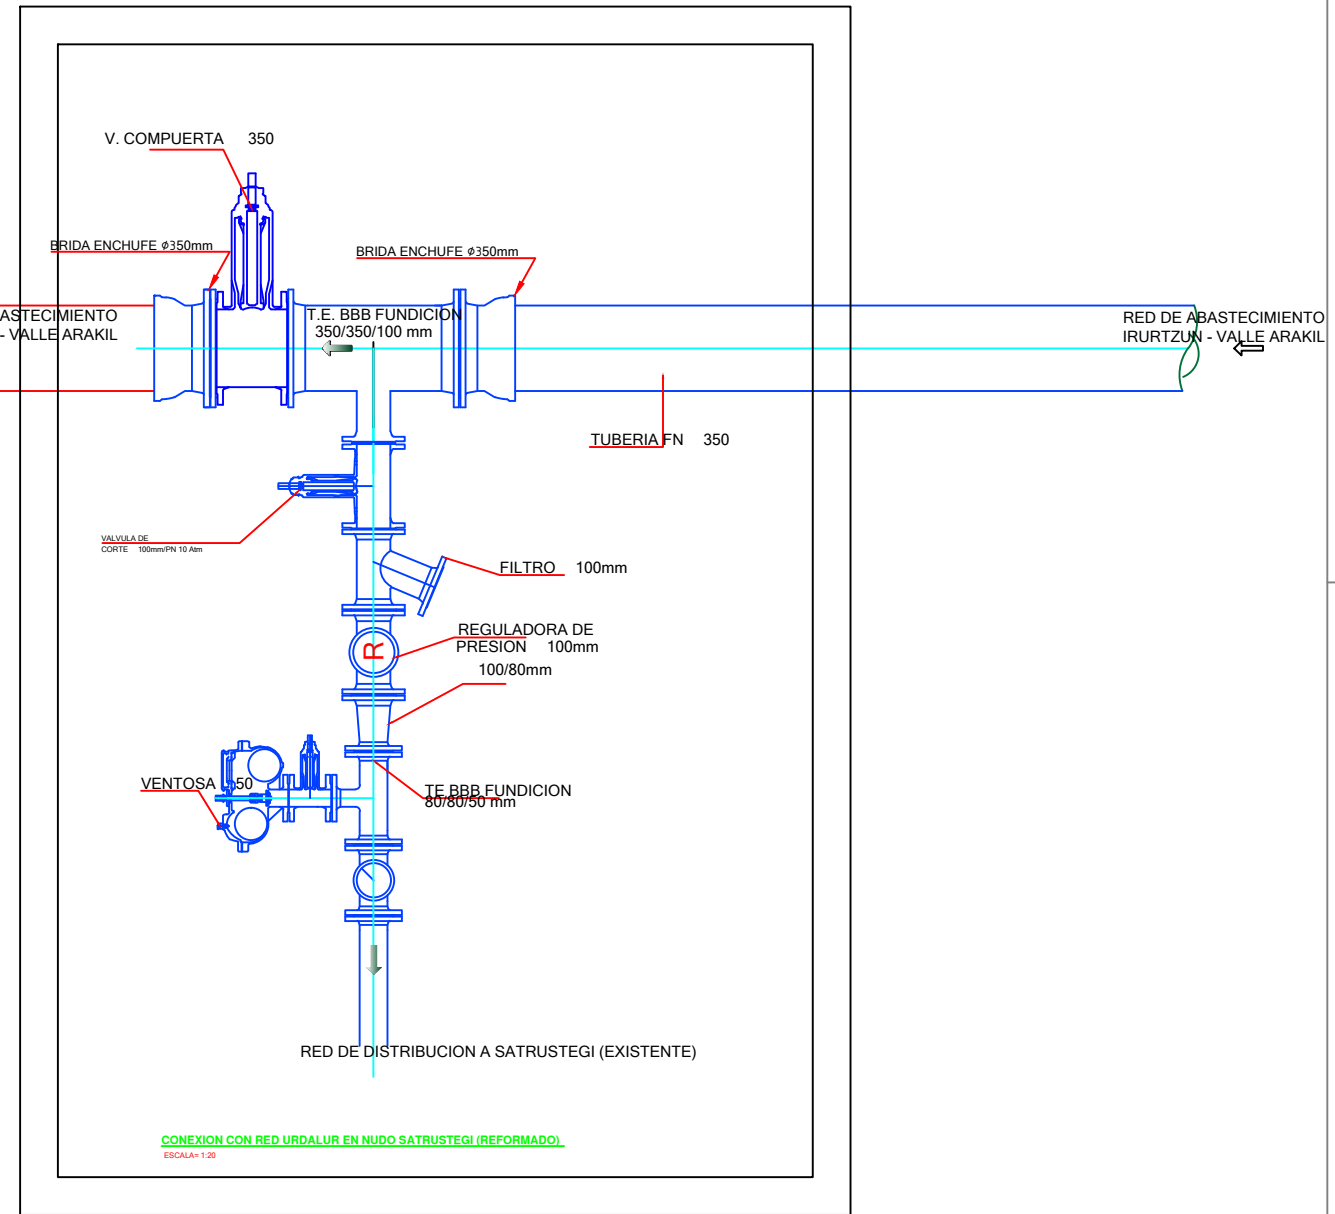 V. COMPUERTA 350
BRIDA ENCHUFE ϕ350mm
BRIDA ENCHUFE ϕ350mm
ASTECIMIENTO
- VALLE ARAKIL
T.E. BBB FUNDICION
350/350/100 mm
RED DE ABASTECIMIENTO
IRURTZUN - VALLE ARAKIL
TUBERIA FN 350
VALVULA DE
CORTE 100mm/PN 10 Atm
FILTRO 100mm
REGULADORA DE
PRESION 100mm
R
100/80mm
VENTOSA 50
TE BBB FUNDICION
80/80/50 mm
RED DE DISTRIBUCION A SATRUSTEGI (EXISTENTE)
CONEXION CON RED URDALUR EN NUDO SATRUSTEGI (REFORMADO)
ESCALA= 1:20